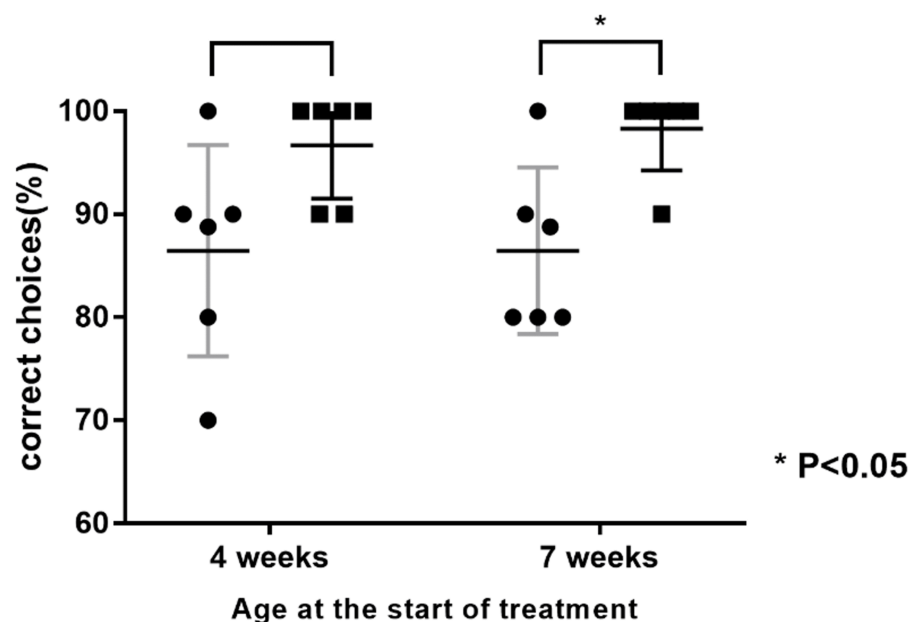 *
100
90
80
70
60
correct choices(%)
4 weeks
7 weeks
Age at the start of treatment
* P<0.05